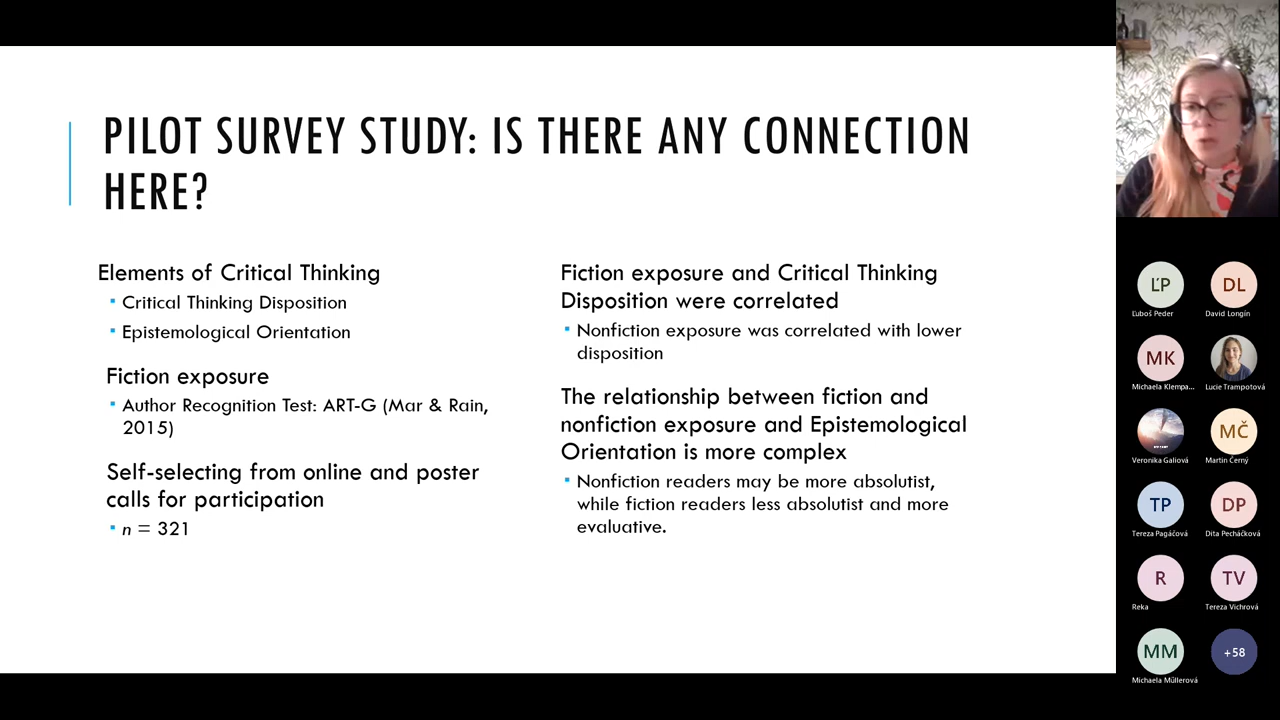 PILOT SURVEY STUDY: IS THERE ANY CONNECTION
HERE?
Elements of Critical Thinking
▪ Critical Thinking Disposition
▪ Epistemological Orientation
Fiction exposure
▪ Author Recognition Test: ART-G (Mar & Rain,
2015)
Self-selecting from online and poster
calls for participation
▪ n = 321
Fiction exposure and Critical Thinking
Disposition were correlated
▪ Nonfiction exposure was correlated with lower
disposition
The relationship between fiction and
nonfiction exposure and Epistemological
Orientation is more complex
▪ Nonfiction readers may be more absolutist,
while fiction readers less absolutist and more
evaluative.
ĽP
DL
Ľuboš Peder
David Longin
MK
Michaela Klempa...
Lucie Trampotová
MČ
Veronika Galiová
Martin Černý
TP
DP
Tereza Pagáčová
Dita Pecháčková
R
TV
Reka
Tereza Vichrová
MM
+58
Michaela Müllerová